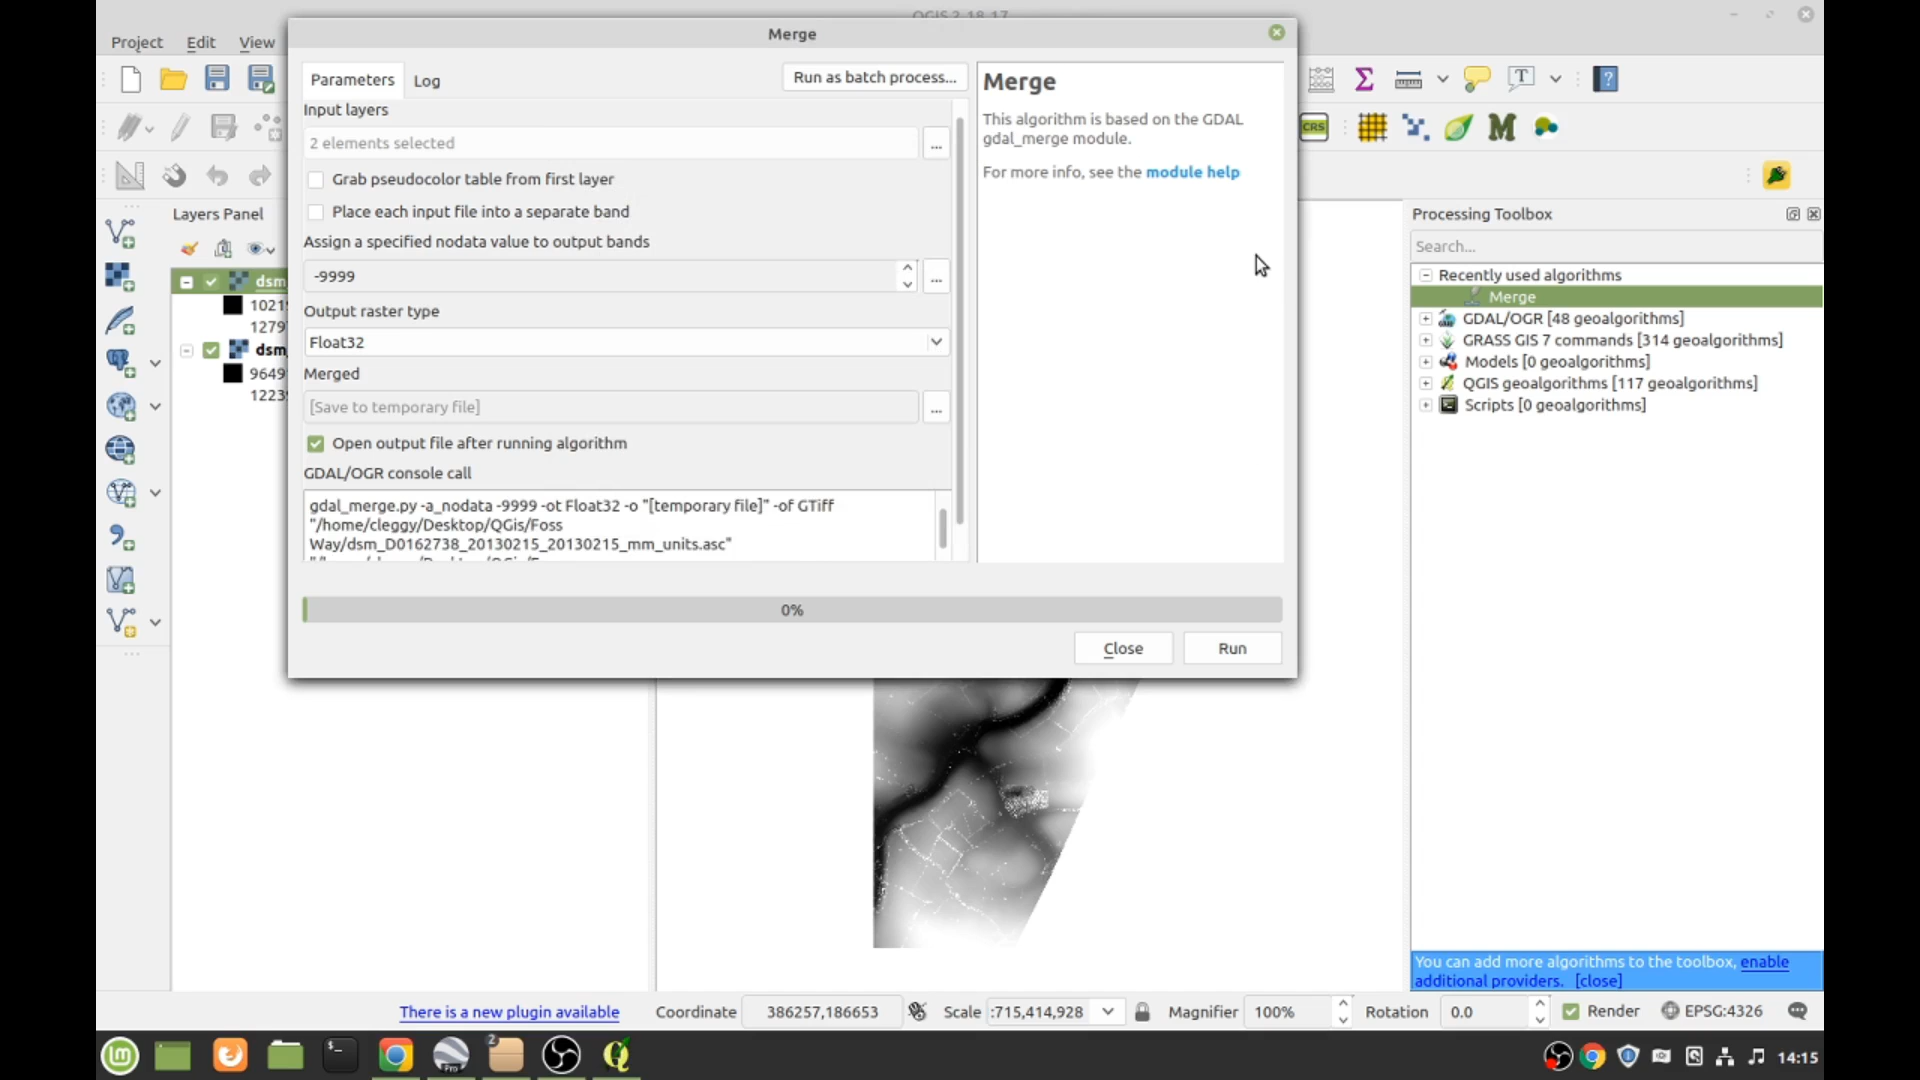 QGIS 2.18.17
Merge
Project Edit View
Parameters Log Run as batch process...
Input layers
2 elements selected ...
Grab pseudocolor table from first layer
Place each input file into a separate band
Assign a specified nodata value to output bands
-9999 ...
Output raster type
Float32
Merged
[Save to temporary file] ...
Open output file after running algorithm
GDAL/OGR console call
gdal_merge.py -a_nodata -9999 -ot Float32 -o "[temporary file]" -of GTiff
"/home/cleggy/Desktop/QGis/Foss
Way/dsm_D0162738_20130215_20130215_mm_units.asc"
0%
Close Run
Merge
This algorithm is based on the GDAL
gdal_merge module.
For more info, see the module help
CRS
M
T
?
Layers Panel
dsm
1021
1279
dsm
9649
1223
Processing Toolbox
Search...
Recently used algorithms
Merge
GDAL/OGR [48 geoalgorithms]
GRASS GIS 7 commands [314 geoalgorithms]
Models [0 geoalgorithms]
QGIS geoalgorithms [117 geoalgorithms]
Scripts [0 geoalgorithms]
You can add more algorithms to the toolbox, enable
additional providers. [close]
There is a new plugin available Coordinate 386257,186653 Scale :715,414,928 Magnifier 100% Rotation 0.0 Render EPSG:4326
Pro 2 14:15